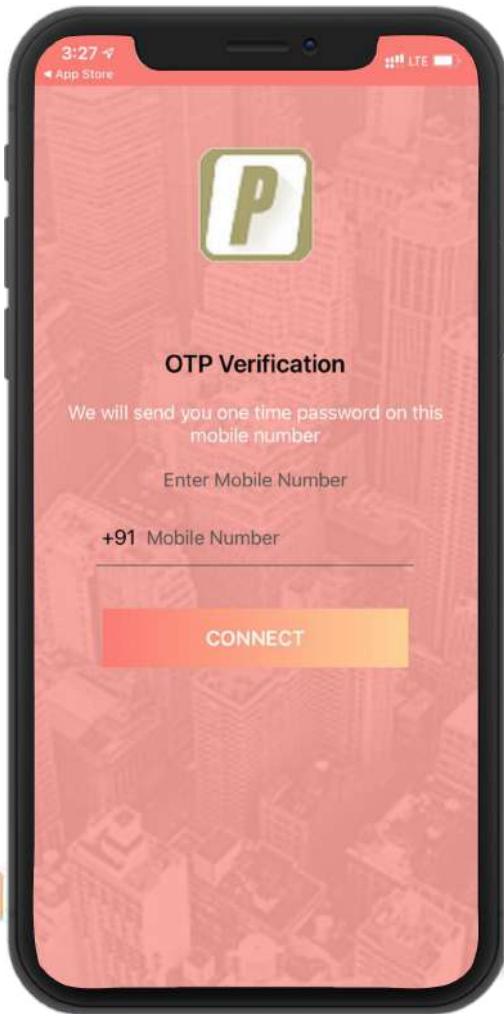 3:27
LTE
◄ App Store
P
OTP Verification
We will send you one time password on this
mobile number
Enter Mobile Number
+91 Mobile Number
CONNECT